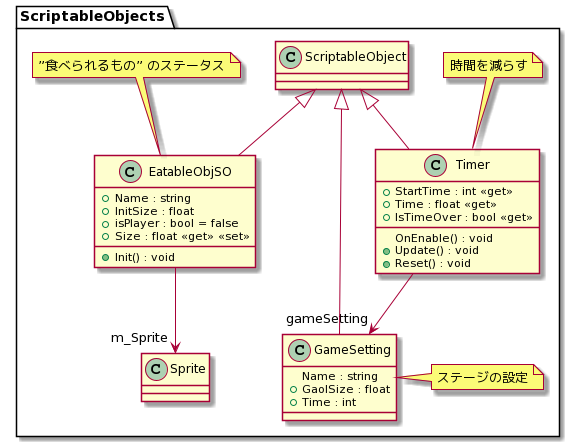 ScriptableObjects
”食べられるもの” のステータス
C ScriptableObject
時間を減らす
C EatableObjSO
Name : string
InitSize : float
isPlayer : bool = false
Size : float «get» «set»
Init() : void
C Timer
StartTime : int «get»
Time : float «get»
IsTimeOver : bool «get»
OnEnable() : void
Update() : void
Reset() : void
m_Sprite
gameSetting
C Sprite
C GameSetting
Name : string
GaolSize : float
Time : int
ステージの設定